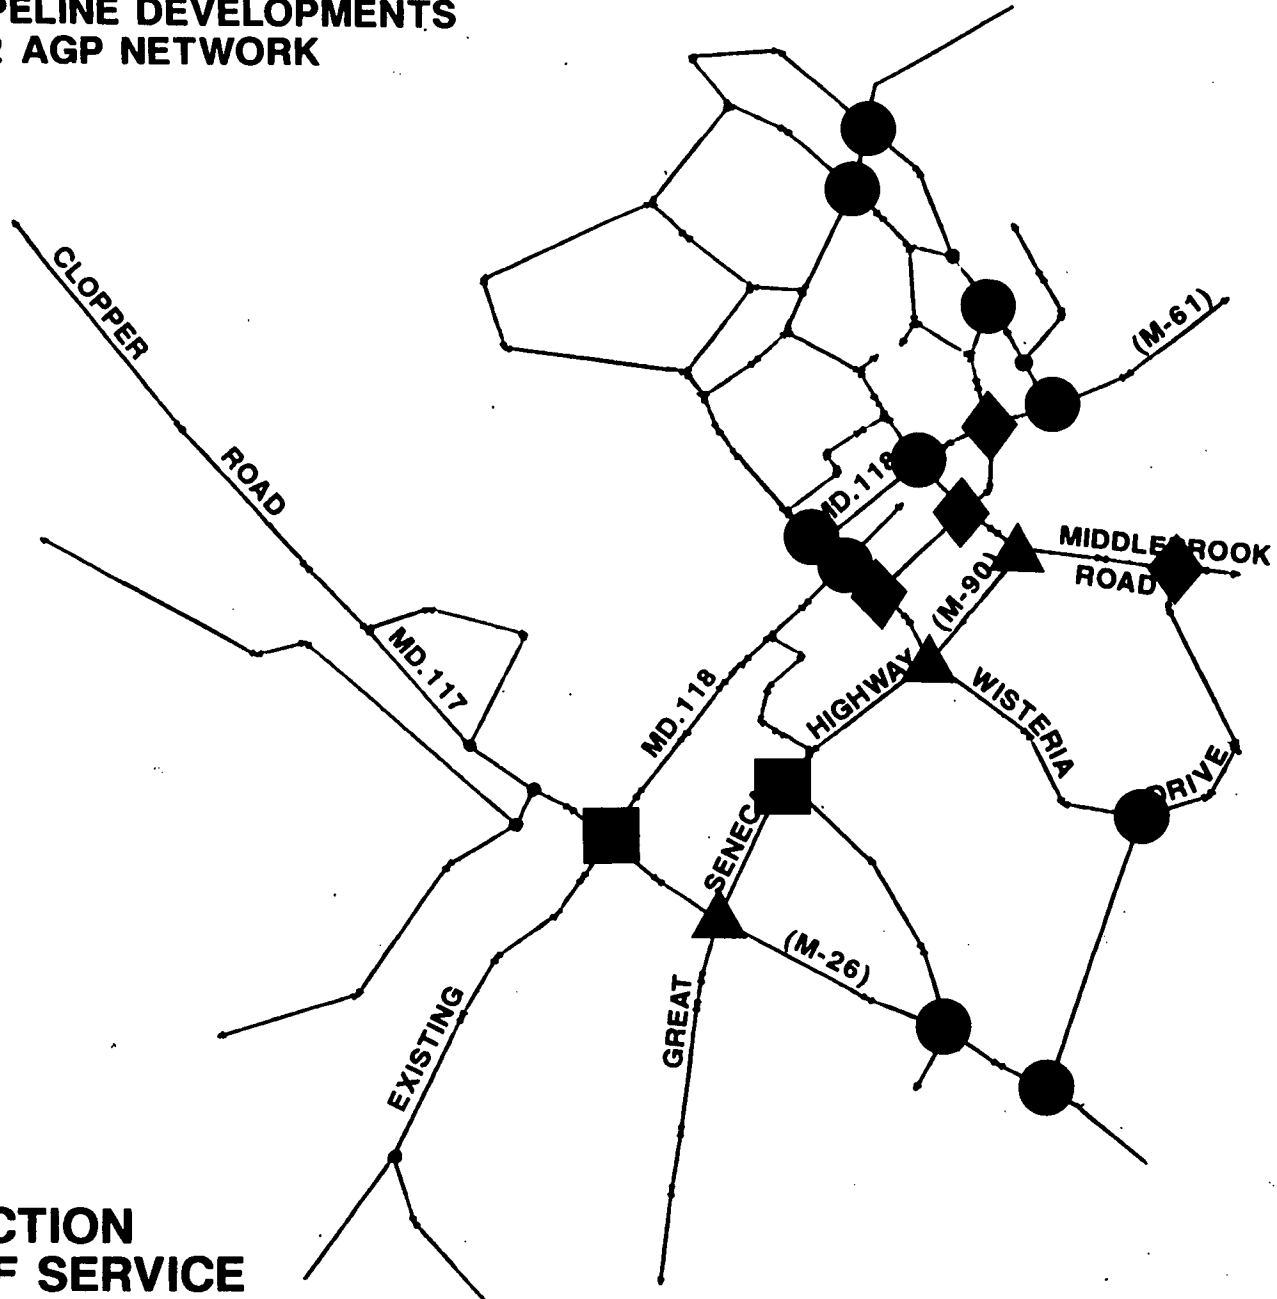 PELINE DEVELOPMENTS
AGP NETWORK
(M-61)
CLOPPER
ROAD
MD.118
MIDDLEBROOK
ROAD
(M-90)
MD.117
MD.118
HIGHWAY
WISTERIA
DRIVE
SENECA
(M-26)
GREAT
EXISTING
CTION
F SERVICE